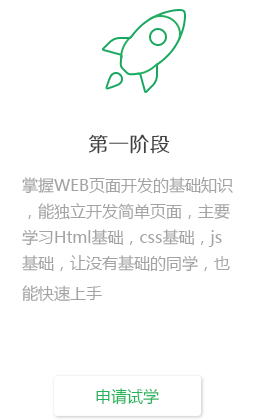 第一阶段
掌握WEB页面开发的基础知识
，能独立开发简单页面，主要
学习Html基础，css基础，js
基础，让没有基础的同学，也
能快速上手
申请试学